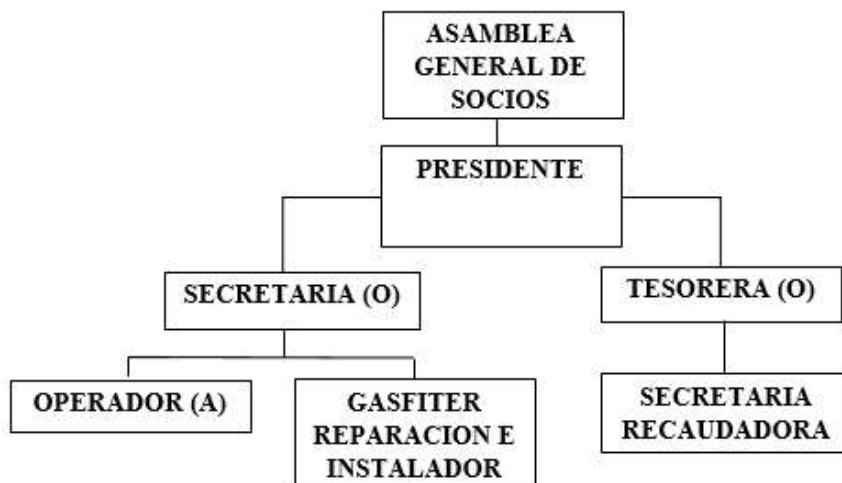 ASAMBLEA
GENERAL DE
SOCIOS
PRESIDENTE
SECRETARIA (O)
TESORERA (O)
OPERADOR (A)
GASFITER
REPARACION E
INSTALADOR
SECRETARIA
RECAUDADORA